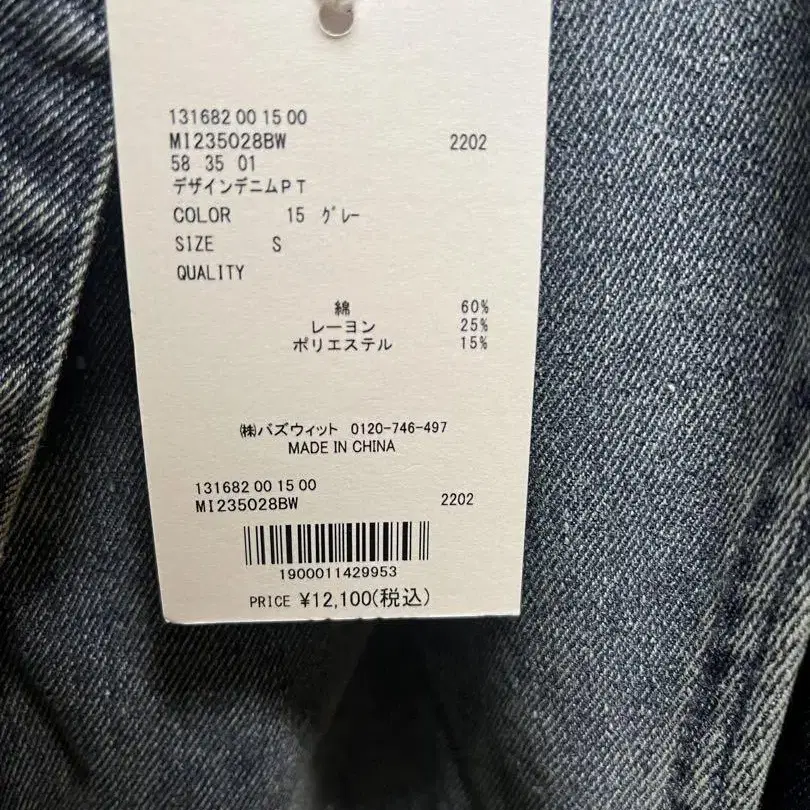 131682 00 15 00
MI235028BW 2202
58 35 01
デザインデニムPT
COLOR 15 グレー
SIZE S
QUALITY
綿 60%
レーヨン 25%
ポリエステル 15%
㈱バズウィット 0120-746-497
MADE IN CHINA
131682 00 15 00
MI235028BW 2202
1900011429953
PRICE ¥12,100(税込)